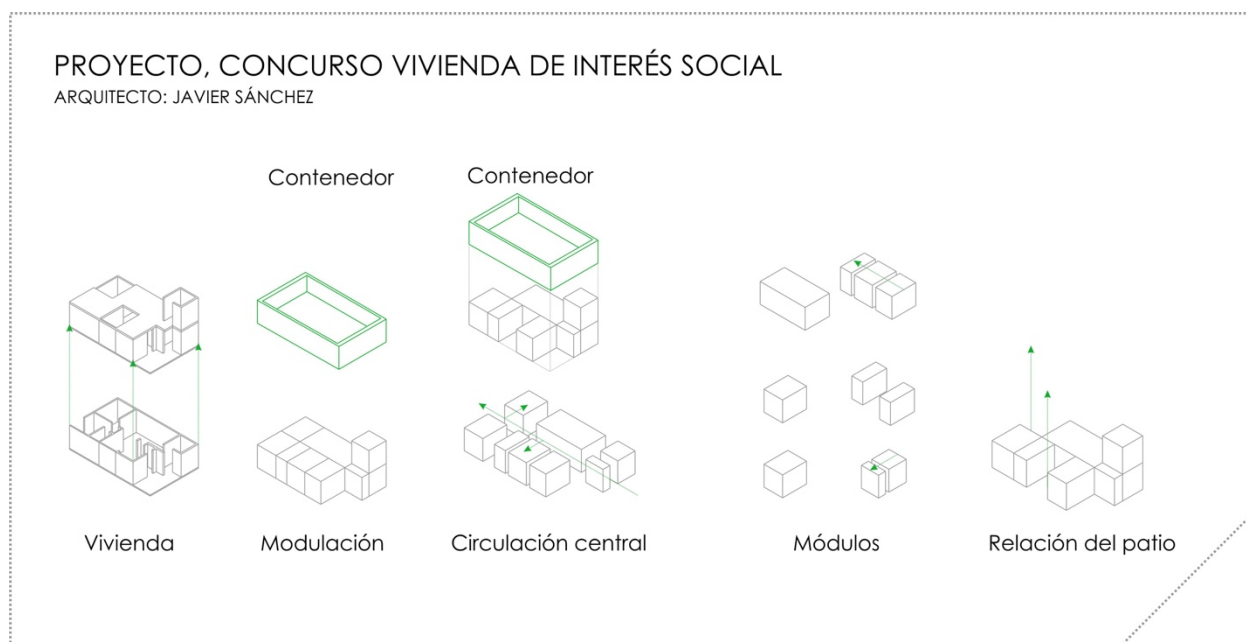 PROYECTO, CONCURSO VIVIENDA DE INTERÉS SOCIAL
ARQUITECTO: JAVIER SÁNCHEZ
Contenedor
Contenedor
Vivienda
Modulación
Circulación central
Módulos
Relación del patio